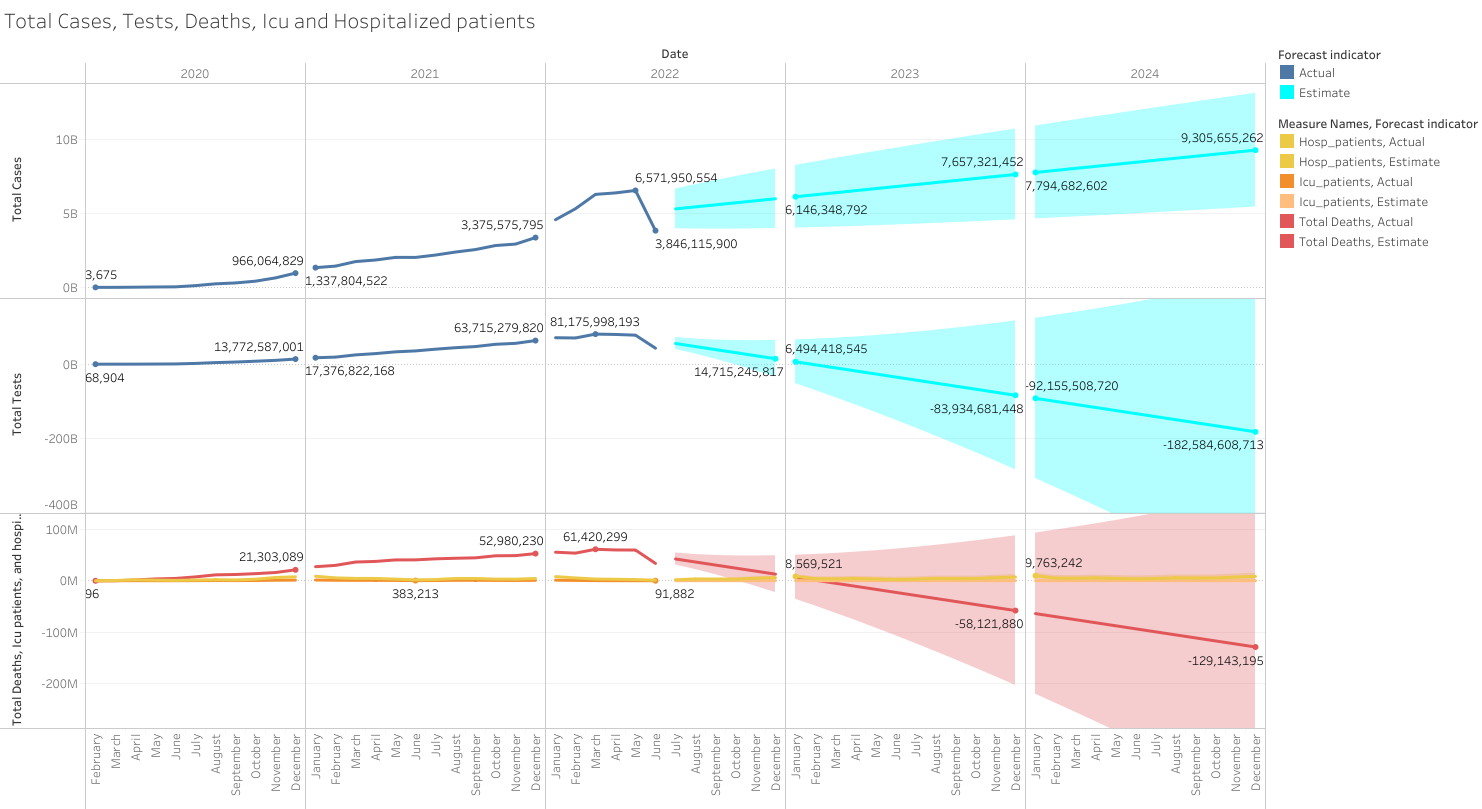 Total Cases, Tests, Deaths, Icu and Hospitalized patients
Date
2020 2021 2022 2023 2024
Total Cases
10B
5B
0B
3,675
966,064,829
1,337,804,522
3,375,575,795
6,571,950,554
3,846,115,900
6,146,348,792
7,657,321,452
7,794,682,602
9,305,655,262
Total Tests
0B
-200B
-400B
68,904
13,772,587,001
17,376,822,168
63,715,279,820
81,175,998,193
14,715,245,817
6,494,418,545
-83,934,681,448
-92,155,508,720
-182,584,608,713
Total Deaths, Icu patients, and hospi..
100M
0M
-100M
-200M
96
21,303,089
383,213
52,980,230
61,420,299
91,882
8,569,521
-58,121,880
9,763,242
-129,143,195
February March April May June July August September October November December
January February March April May June July August September October November December
January February March April May June July August September October November December
January February March April May June July August September October November December
January February March April May June July August September October November December
Forecast indicator
Actual
Estimate
Measure Names, Forecast indicator
Hosp_patients, Actual
Hosp_patients, Estimate
Icu_patients, Actual
Icu_patients, Estimate
Total Deaths, Actual
Total Deaths, Estimate